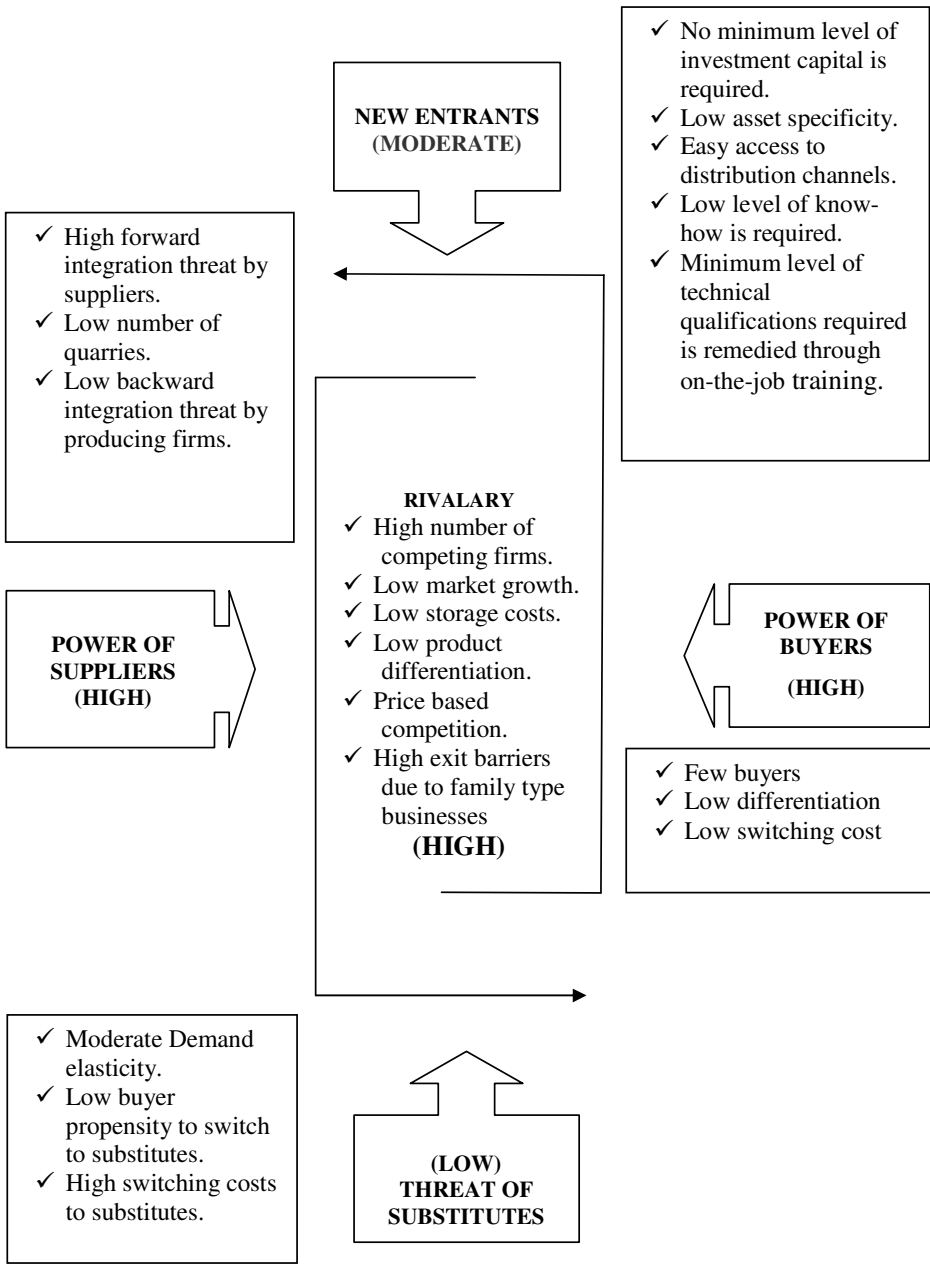 NEW ENTRANTS
(MODERATE)
✓ No minimum level of
investment capital is
required.
✓ Low asset specificity.
✓ Easy access to
distribution channels.
✓ Low level of know-
how is required.
✓ Minimum level of
technical
qualifications required
is remedied through
on-the-job training.
✓ High forward
integration threat by
suppliers.
✓ Low number of
quarries.
✓ Low backward
integration threat by
producing firms.
RIVALARY
✓ High number of
competing firms.
✓ Low market growth.
✓ Low storage costs.
✓ Low product
differentiation.
✓ Price based
competition.
✓ High exit barriers
due to family type
businesses
(HIGH)
POWER OF
SUPPLIERS
(HIGH)
POWER OF
BUYERS
(HIGH)
✓ Few buyers
✓ Low differentiation
✓ Low switching cost
✓ Moderate Demand
elasticity.
✓ Low buyer
propensity to switch
to substitutes.
✓ High switching costs
to substitutes.
(LOW)
THREAT OF
SUBSTITUTES